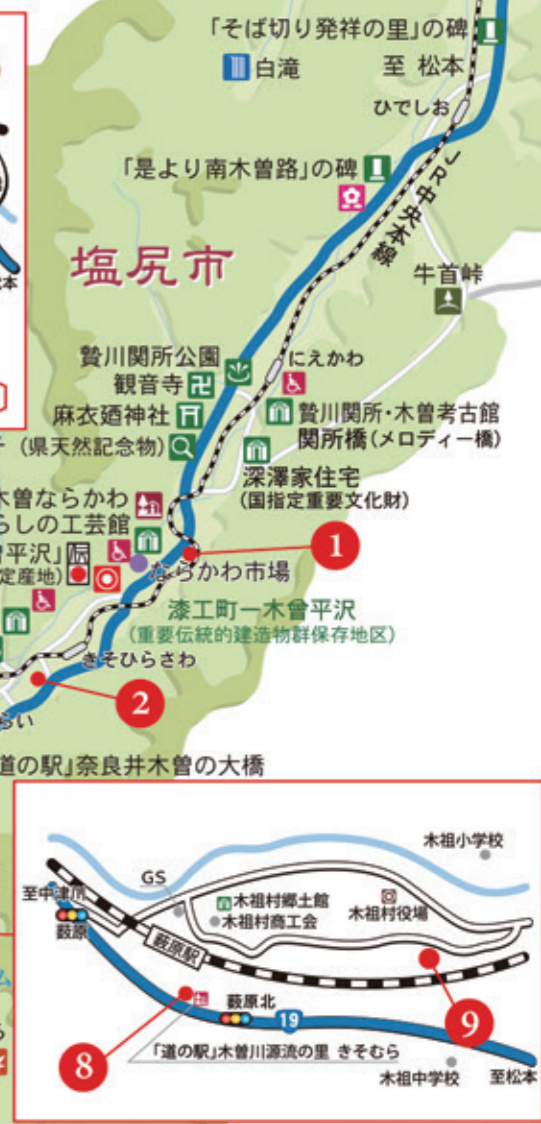 「そば切り発祥の里」の碑
白滝
至 松本
ひでしお
「是より南木曽路」の碑
JR中央本線
塩尻市
牛首峠
贄川関所公園
観音寺
にえかわ
麻衣廼神社
贄川関所・木曽考古館
関所橋(メロディー橋)
(県天然記念物)
深澤家住宅
(国指定重要文化財)
木曽ならかわ
らしの工芸館
1
平沢」
定産地)
ならかわ市場
漆工町―木曽平沢
(重要伝統的建造物群保存地区)
きそひらさわ
2
らい
道の駅」奈良井木曽の大橋
木祖小学校
GS
至中津川
木祖村郷土館
木祖村商工会
木祖村役場
薮原
薮原駅
9
薮原北
19
8
「道の駅」木曽川源流の里 きそむら
木祖中学校
至松本